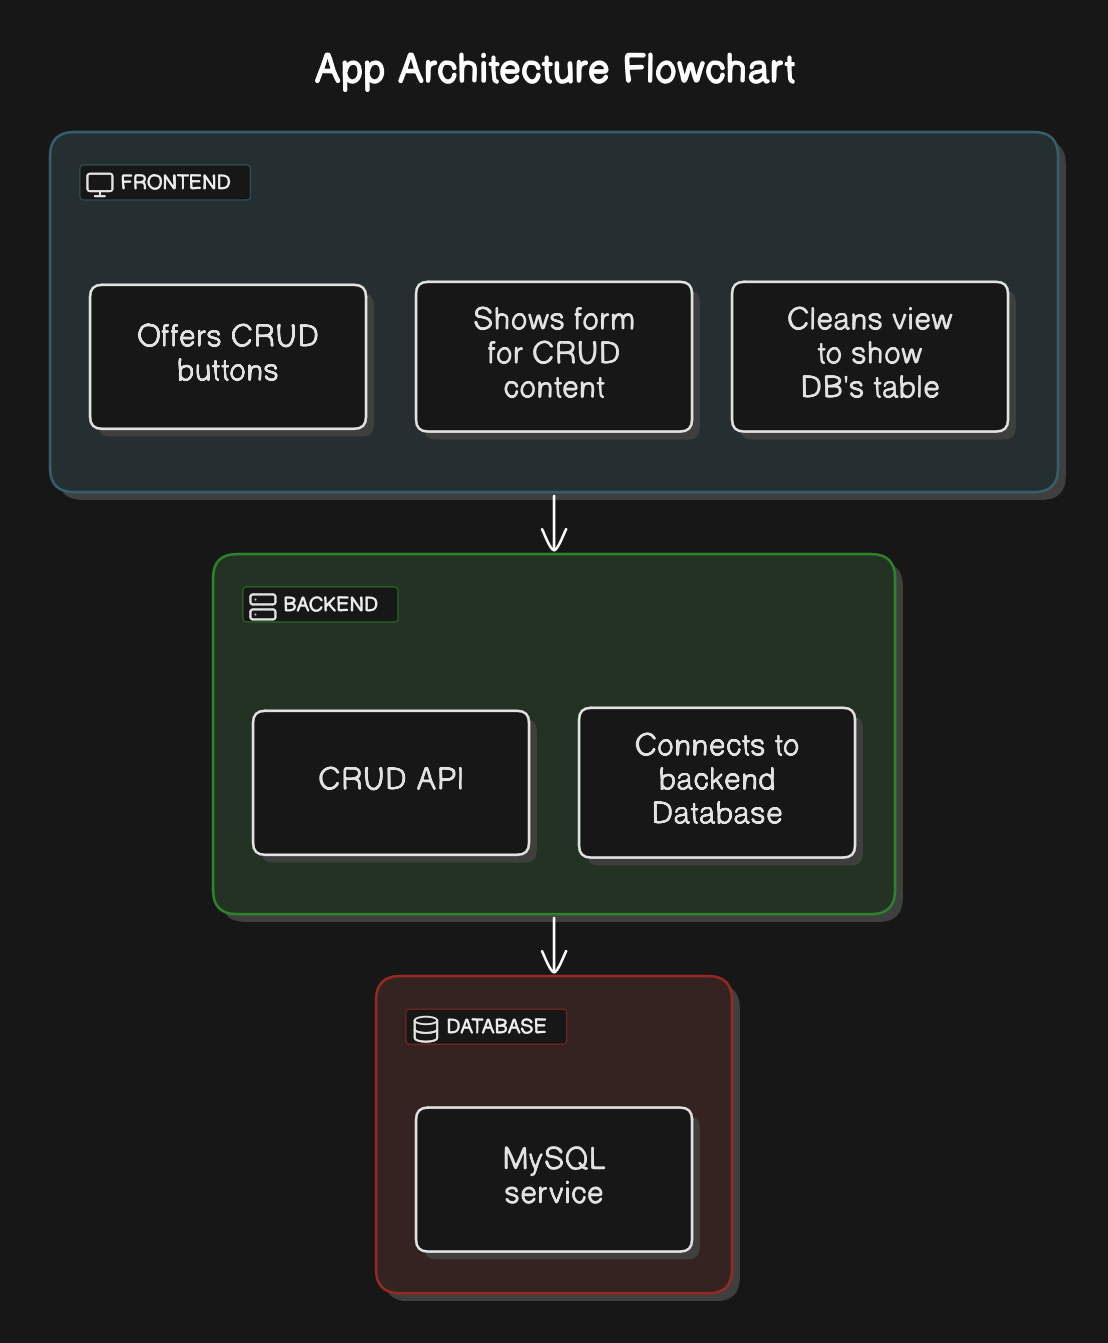 App Architecture Flowchart
FRONTEND
Offers CRUD
buttons
Shows form
for CRUD
content
Cleans view
to show
DB's table
BACKEND
CRUD API
Connects to
backend
Database
DATABASE
MySQL
service